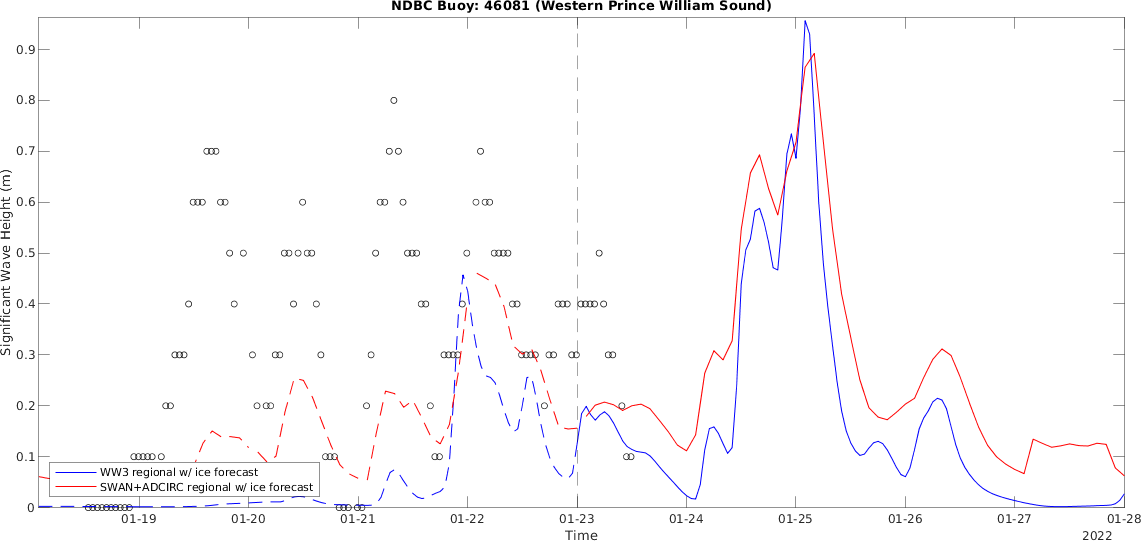 NDBC Buoy: 46081 (Western Prince William Sound)
Significant Wave Height (m)
0.9
0.8
0.7
0.6
0.5
0.4
0.3
0.2
0.1
0
WW3 regional w/ ice forecast
SWAN+ADCIRC regional w/ ice forecast
01-19 01-20 01-21 01-22 01-23 01-24 01-25 01-26 01-27 01-28
Time
2022